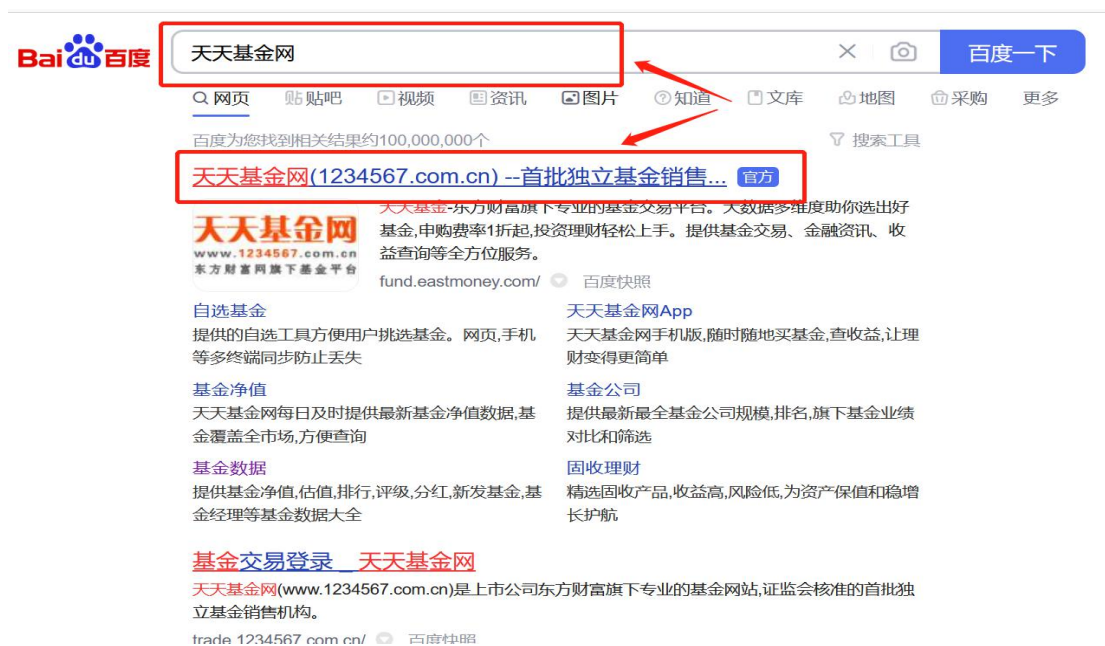 Bai du 百度
天天基金网
百度一下
网页 贴吧 视频 资讯 图片 知道 文库 地图 采购 更多
百度为您找到相关结果约100,000,000个
搜索工具
天天基金网(1234567.com.cn) --首批独立基金销售... 官方
天天基金网
www.1234567.com.cn
东方财富网旗下基金平台
天天基金-东方财富旗下专业的基金交易平台。大数据多维度助你选出好
基金,申购费率1折起,投资理财轻松上手。提供基金交易、金融资讯、收
益查询等全方位服务。
fund.eastmoney.com/ 百度快照
自选基金
提供的自选工具方便用户挑选基金。网页,手机
等多终端同步防止丢失
天天基金网App
天天基金网手机版,随时随地买基金,查收益,让理
财变得更简单
基金净值
天天基金网每日及时提供最新基金净值数据,基
金覆盖全市场,方便查询
基金公司
提供最新最全基金公司规模,排名,旗下基金业绩
对比和筛选
基金数据
提供基金净值,估值,排行,评级,分红,新发基金,基
金经理等基金数据大全
固收理财
精选固收产品,收益高,风险低,为资产保值和稳增
长护航
基金交易登录 _ 天天基金网
天天基金网(www.1234567.com.cn)是上市公司东方财富旗下专业的基金网站,证监会核准的首批独
立基金销售机构。
trade.1234567.com.cn/ 百度快照